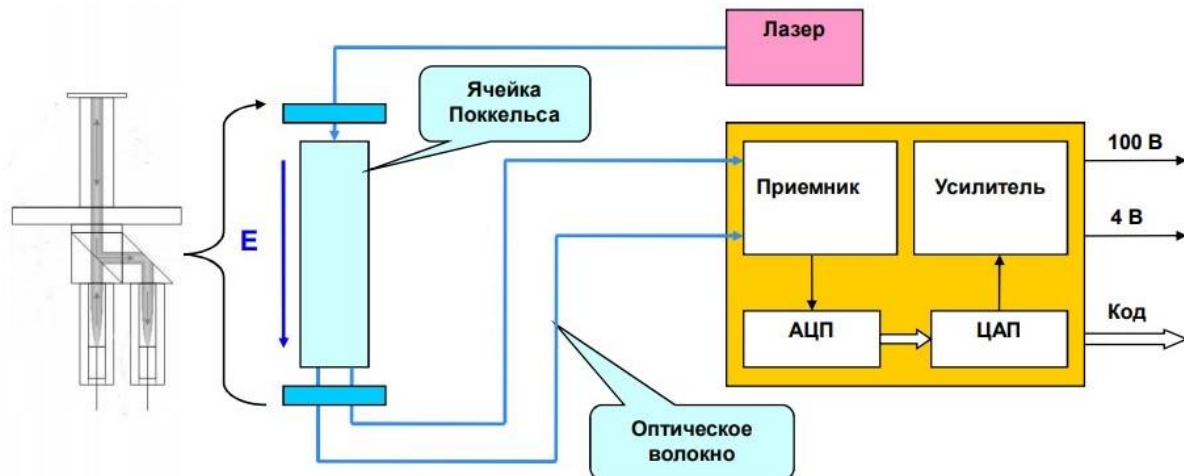 Лазер
Ячейка
Поккельса
E
Приемник
Усилитель
100 В
4 В
АЦП
ЦАП
Код
Оптическое
волокно